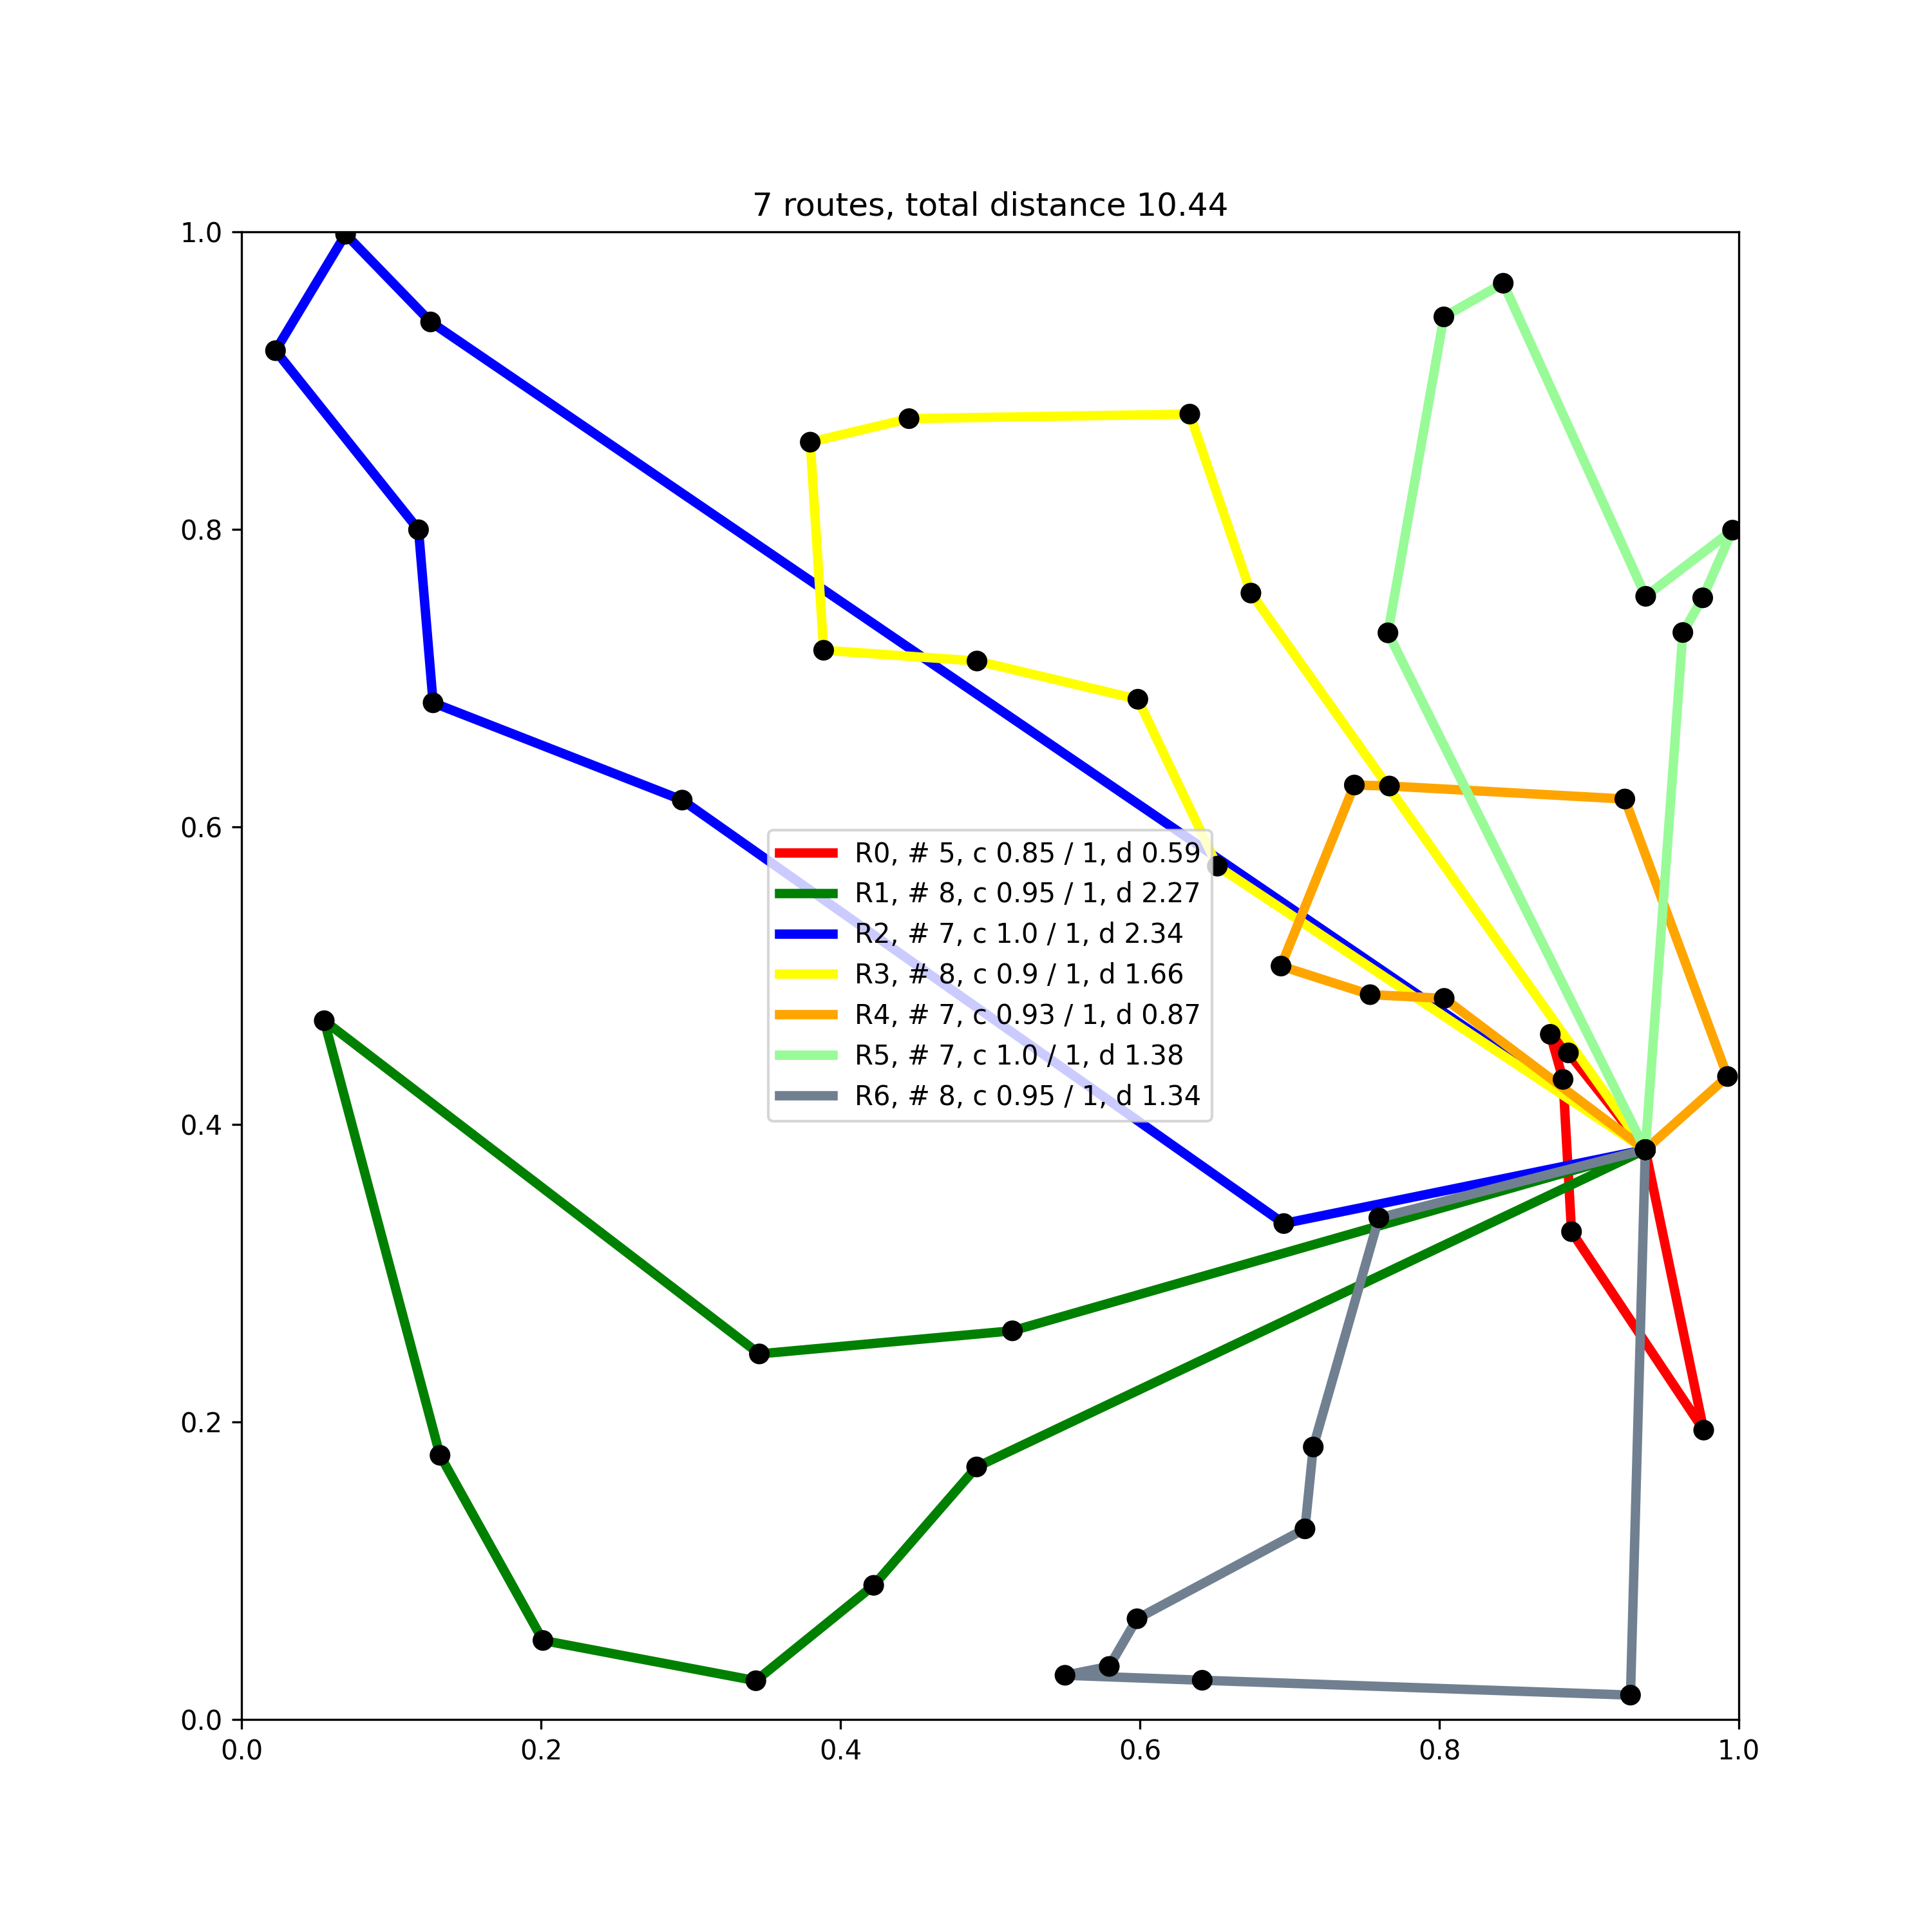 7 routes, total distance 10.44
1.0
0.8
0.6
0.4
0.2
0.0
R0, # 5, c 0.85 / 1, d 0.59
R1, # 8, c 0.95 / 1, d 2.27
R2, # 7, c 1.0 / 1, d 2.34
R3, # 8, c 0.9 / 1, d 1.66
R4, # 7, c 0.93 / 1, d 0.87
R5, # 7, c 1.0 / 1, d 1.38
R6, # 8, c 0.95 / 1, d 1.34
0.0 0.2 0.4 0.6 0.8 1.0